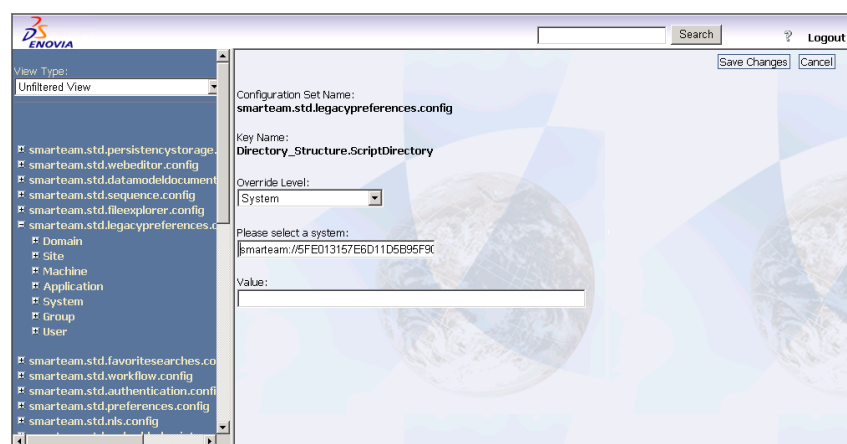 ENOVIA
Search
?
Logout
View Type:
Unfiltered View
smarteam.std.persistencystorage.
smarteam.std.webeditor.config
smarteam.std.datamodeldocument
smarteam.std.sequence.config
smarteam.std.fileexplorer.config
smarteam.std.legacypreferences.c
Domain
Site
Machine
Application
System
Group
User
smarteam.std.favoritesearches.co
smarteam.std.workflow.config
smarteam.std.authentication.confi
smarteam.std.preferences.config
smarteam.std.nls.config
Save Changes
Cancel
Configuration Set Name:
smarteam.std.legacypreferences.config
Key Name:
Directory_Structure.ScriptDirectory
Override Level:
System
Please select a system:
smarteam://5FE013157E6D11D5B95F90
Value: